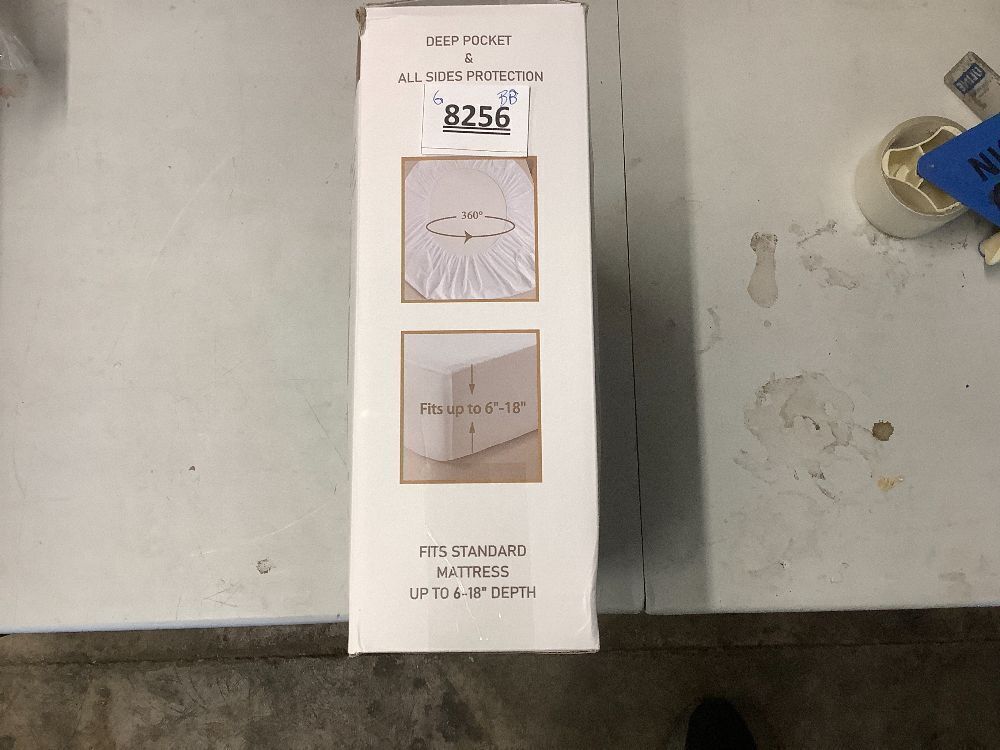 DEEP POCKET
&
ALL SIDES PROTECTION
G BB
8256
360°
Fits up to 6"-18"
FITS STANDARD
MATTRESS
UP TO 6-18" DEPTH